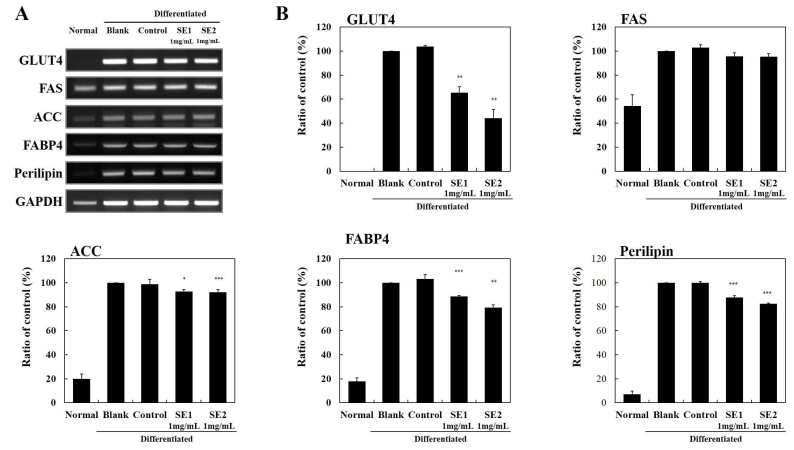 A
Differentiated
Normal Blank Control SE1 SE2
1mg/mL 1mg/mL
GLUT4
FAS
ACC
FABP4
Perilipin
GAPDH
B
GLUT4
Ratio of control (%)
120
100
80
60
40
20
0
**
**
Normal Blank Control SE1 SE2
1mg/mL 1mg/mL
Differentiated
FAS
Ratio of control (%)
120
100
80
60
40
20
0
Normal Blank Control SE1 SE2
1mg/mL 1mg/mL
Differentiated
ACC
Ratio of control (%)
120
100
80
60
40
20
0
*
***
Normal Blank Control SE1 SE2
1mg/mL 1mg/mL
Differentiated
FABP4
Ratio of control (%)
120
100
80
60
40
20
0
***
**
Normal Blank Control SE1 SE2
1mg/mL 1mg/mL
Differentiated
Perilipin
Ratio of control (%)
120
100
80
60
40
20
0
***
***
Normal Blank Control SE1 SE2
1mg/mL 1mg/mL
Differentiated